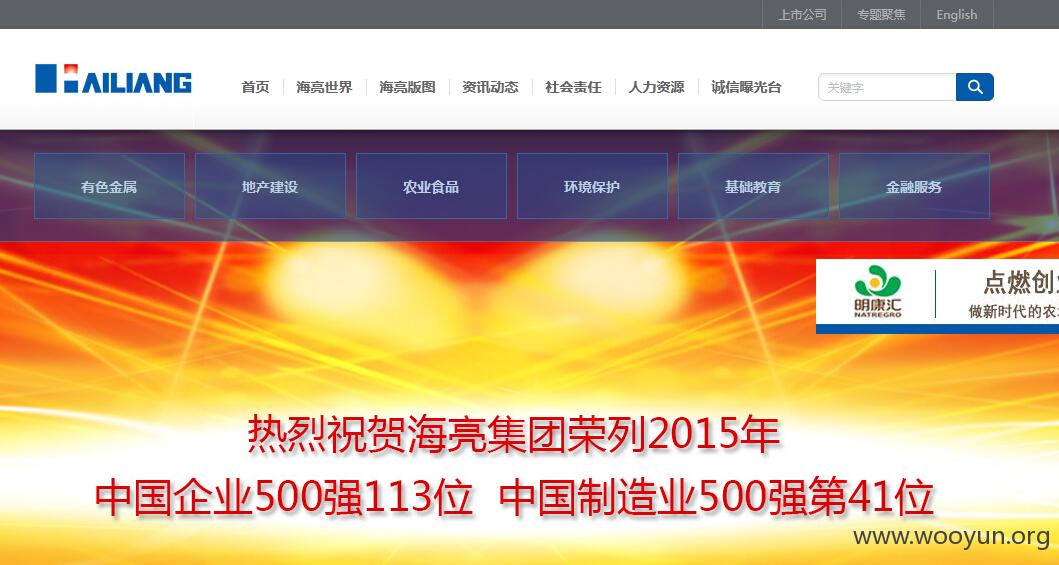 上市公司 专题聚焦 English
HAILIANG 首页 海亮世界 海亮版图 资讯动态 社会责任 人力资源 诚信曝光台 关键字
有色金属 地产建设 农业食品 环境保护 基础教育 金融服务
点燃创
明康汇
NATREGRO
做新时代的农
热烈祝贺海亮集团荣列2015年
中国企业500强113位 中国制造业500强第41位
www.wooyun.org